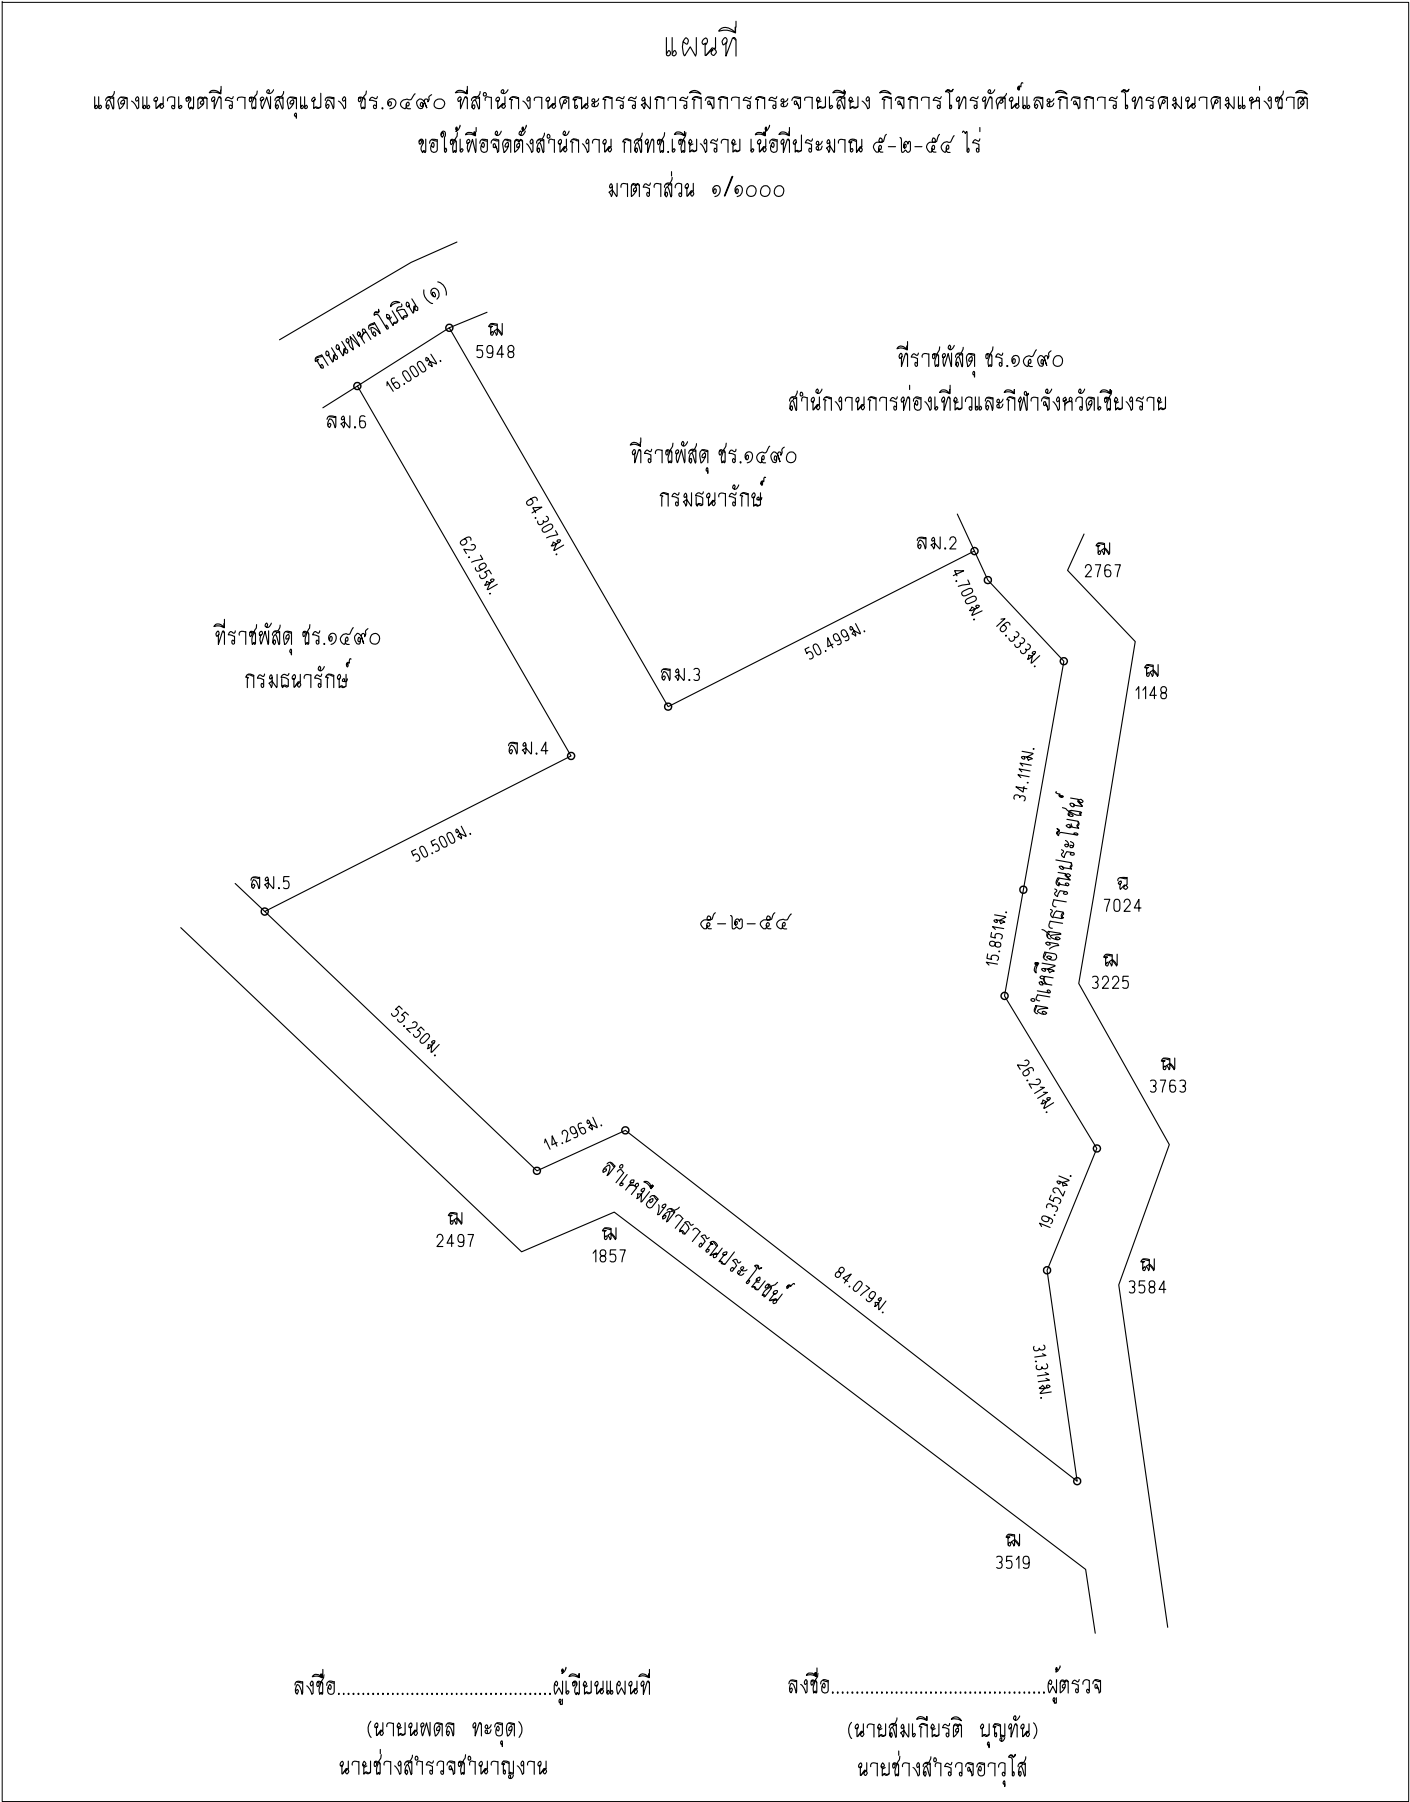 แผนที่
แสดงแนวเขตที่ราชพัสดุแปลง ชร.๑๔๙๐ ที่สำนักงานคณะกรรมการกิจการกระจายเสียง กิจการโทรทัศน์และกิจการโทรคมนาคมแห่งชาติ
ขอใช้เพื่อจัดตั้งสำนักงาน กสทช.เชียงราย เนื้อที่ประมาณ ๕-๒-๕๔ ไร่
มาตราส่วน ๑/๑๐๐๐
ถนนพหลโยธิน (๑)
ฌ
5948
16.000ม.
สม.6
ที่ราชพัสดุ ชร.๑๔๙๐
สำนักงานการท่องเที่ยวและกีฬาจังหวัดเชียงราย
ที่ราชพัสดุ ชร.๑๔๙๐
กรมธนารักษ์
64.307ม.
62.795ม.
สม.2
4.700ม.
ฌ
2767
16.333ม.
50.499ม.
ที่ราชพัสดุ ชร.๑๔๙๐
กรมธนารักษ์
สม.3
ฌ
1148
สม.4
34.111ม.
50.500ม.
สม.5
ลำเหมืองสาธารณประโยชน์
ฉ
7024
๕-๒-๕๔
15.851ม.
ฌ
3225
55.250ม.
26.211ม.
ฌ
3763
14.296ม.
ลำเหมืองสาธารณประโยชน์
19.352ม.
ฌ
2497
ฌ
1857
84.079ม.
ฌ
3584
31.311ม.
ฌ
3519
ลงชื่อ............................................ผู้เขียนแผนที่
(นายนพดล ทะอุด)
นายช่างสำรวจชำนาญงาน
ลงชื่อ............................................ผู้ตรวจ
(นายสมเกียรติ บุญทัน)
นายช่างสำรวจอาวุโส